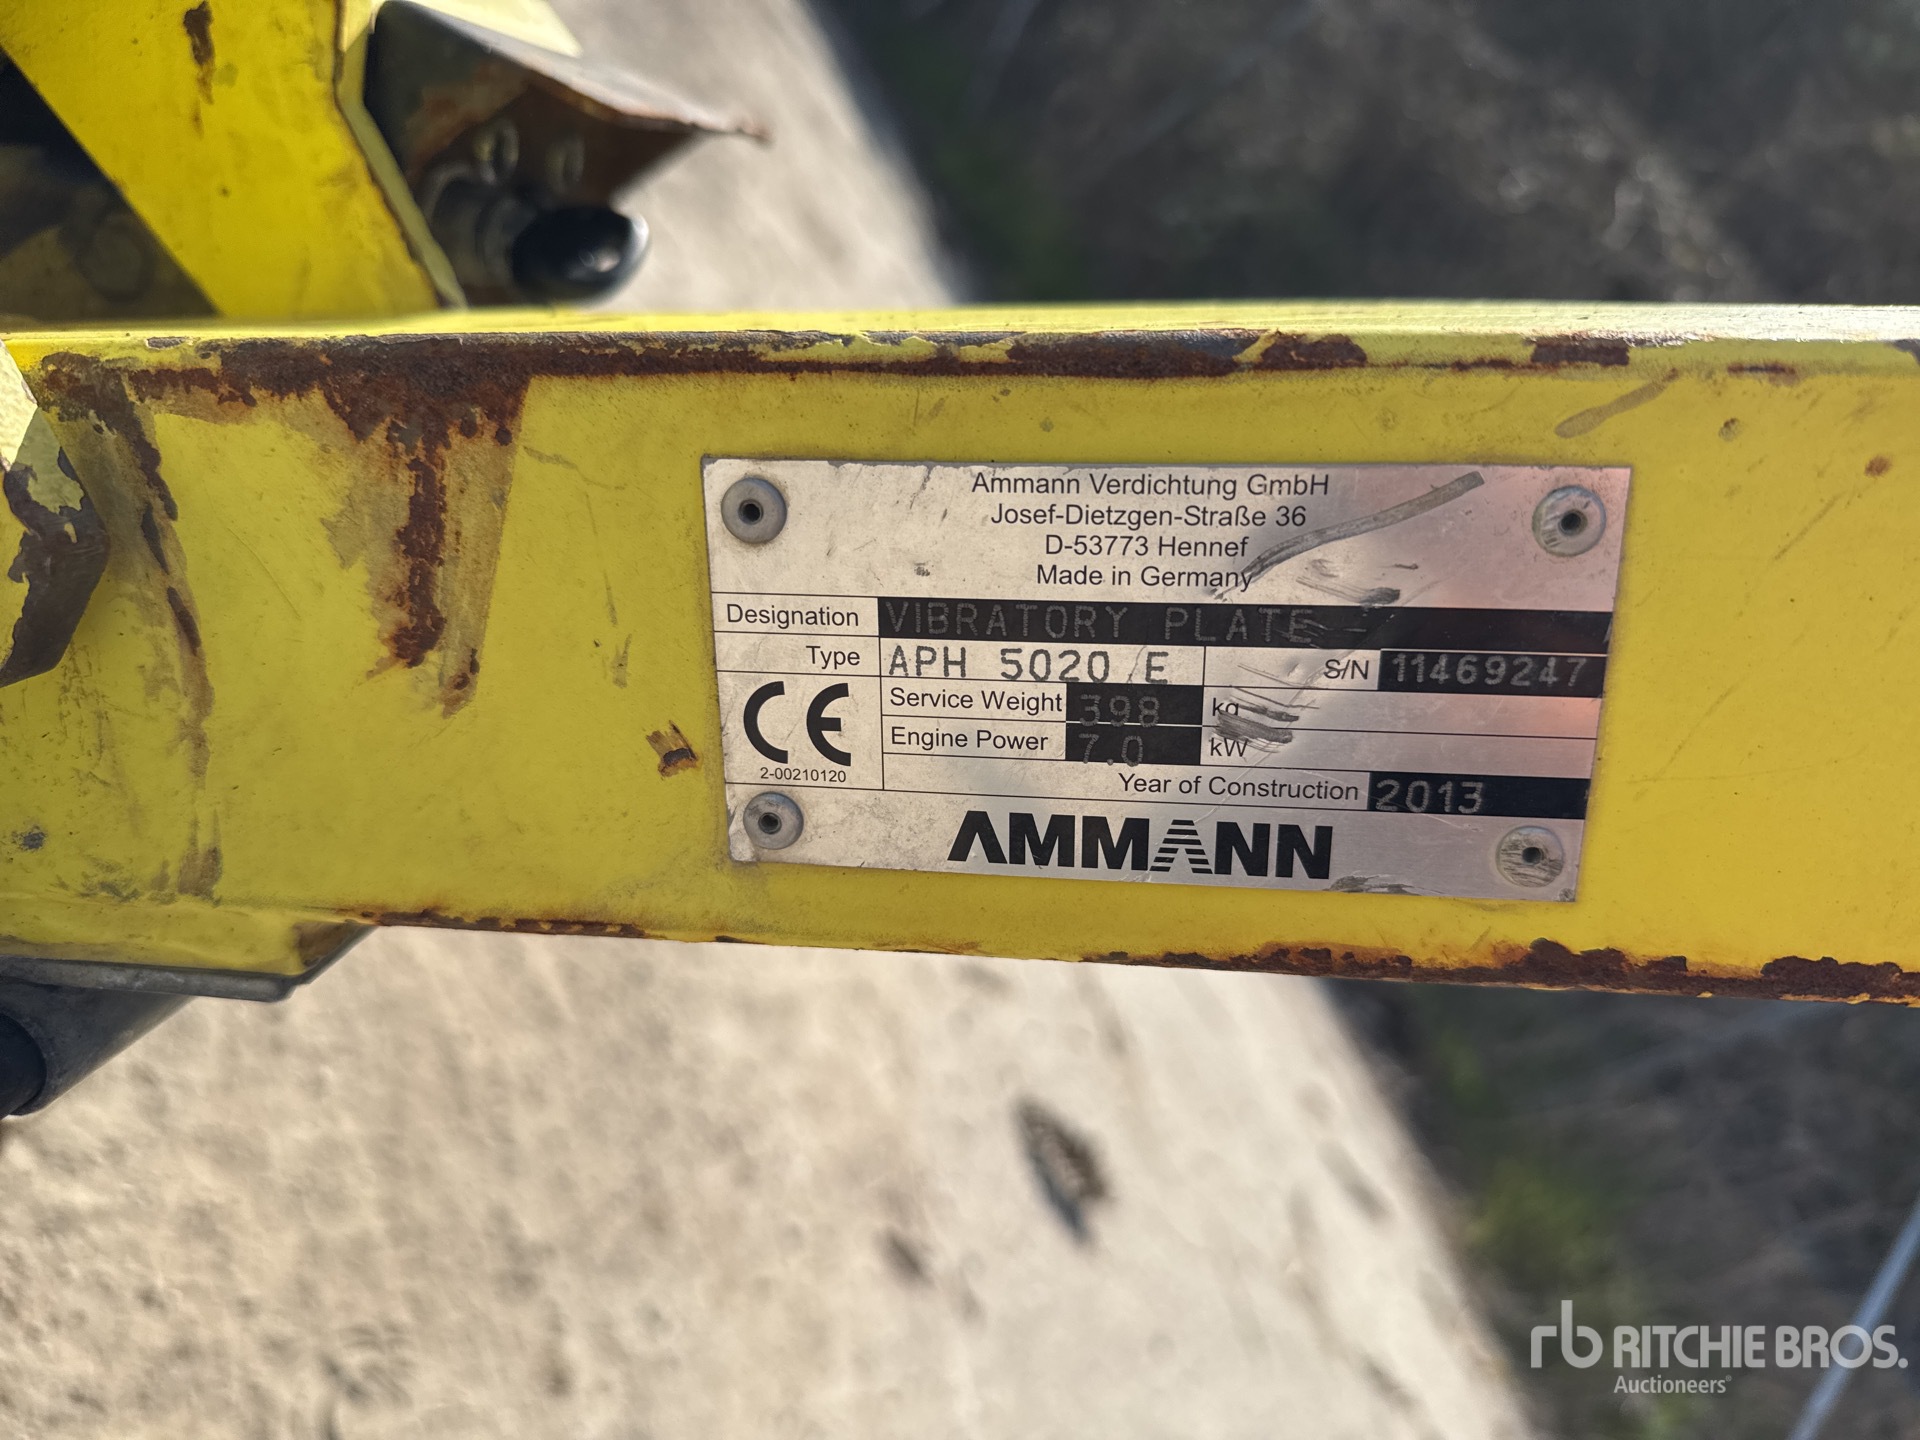 Ammann Verdichtung GmbH
Josef-Dietzgen-Straße 36
D-53773 Hennef
Made in Germany
Designation VIBRATORY PLATE
Type APH 5020 E S/N 11469247
Service Weight 398 kg
Engine Power 7.0 kW
CE
2-00210120
Year of Construction 2013
AMMANN
rb RITCHIE BROS.
Auctioneers